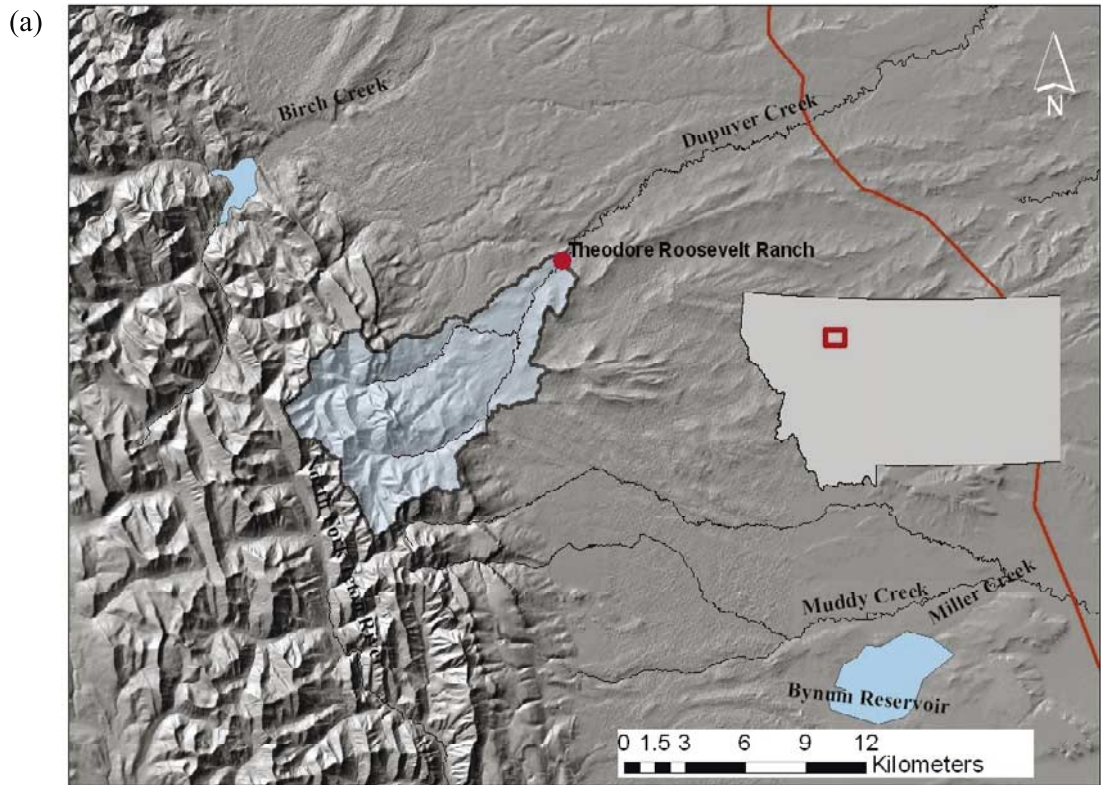 (a)
Birch Creek
Dupuyer Creek
N
Theodore Roosevelt Ranch
Muddy Creek
Miller Creek
Bynum Reservoir
0 1.5 3 6 9 12
Kilometers